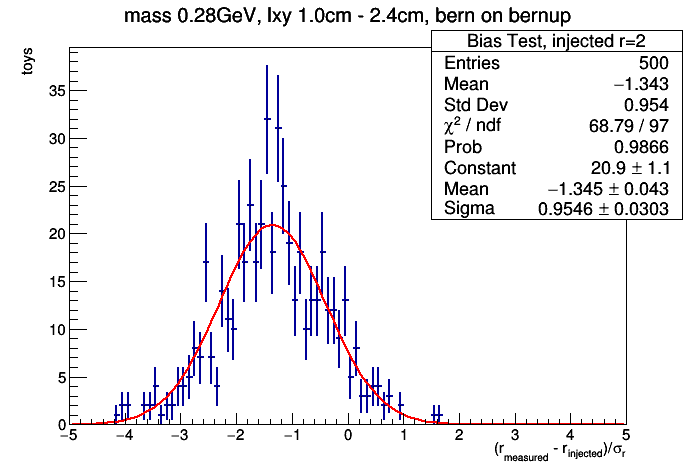 mass 0.28GeV, lxy 1.0cm - 2.4cm, bern on bernup
toys
Bias Test, injected r=2
Entries 500
Mean −1.343
Std Dev 0.954
χ² / ndf 68.79 / 97
Prob 0.9866
Constant 20.9 ± 1.1
Mean −1.345 ± 0.043
Sigma 0.9546 ± 0.0303
35
30
25
20
15
10
5
0
−5 −4 −3 −2 −1 0 1 2 3 4 5
(r_measured - r_injected)/σ_r